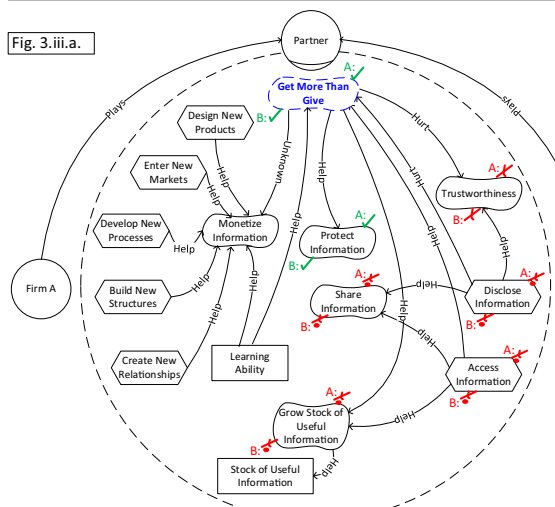 Fig. 3.iii.a.
Partner
Plays
plays
A:
Get More Than
Give
B:
Hurt
Design New
Products
Help
Unknown
Help
Hurt
Enter New
Markets
Help
A:
Trustworthiness
B:
Develop New
Processes
Help
Monetize
Information
Help
A:
Protect
Information
B:
Help
Help
Firm A
Build New
Structures
Help
A:
Share
Information
B:
Help
A:
Disclose
Information
B:
Help
Help
Help
Help
Create New
Relationships
Learning
Ability
A:
Access
Information
B:
A:
Grow Stock of
Useful
Information
B:
Help
Help
Stock of Useful
Information